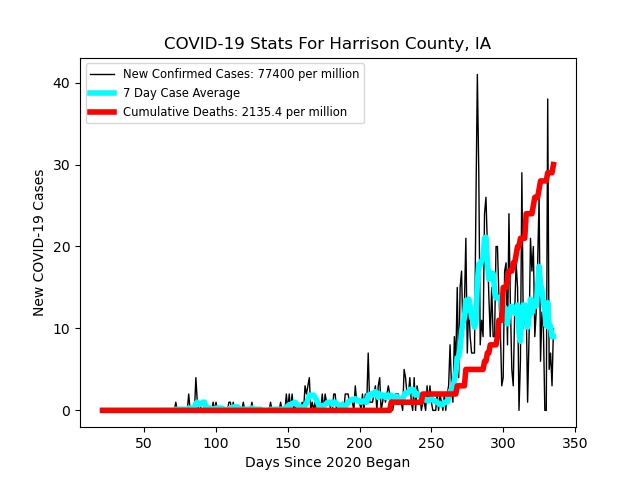 COVID-19 Stats For Harrison County, IA
New Confirmed Cases: 77400 per million
7 Day Case Average
Cumulative Deaths: 2135.4 per million
New COVID-19 Cases
40
30
20
10
0
50 100 150 200 250 300 350
Days Since 2020 Began